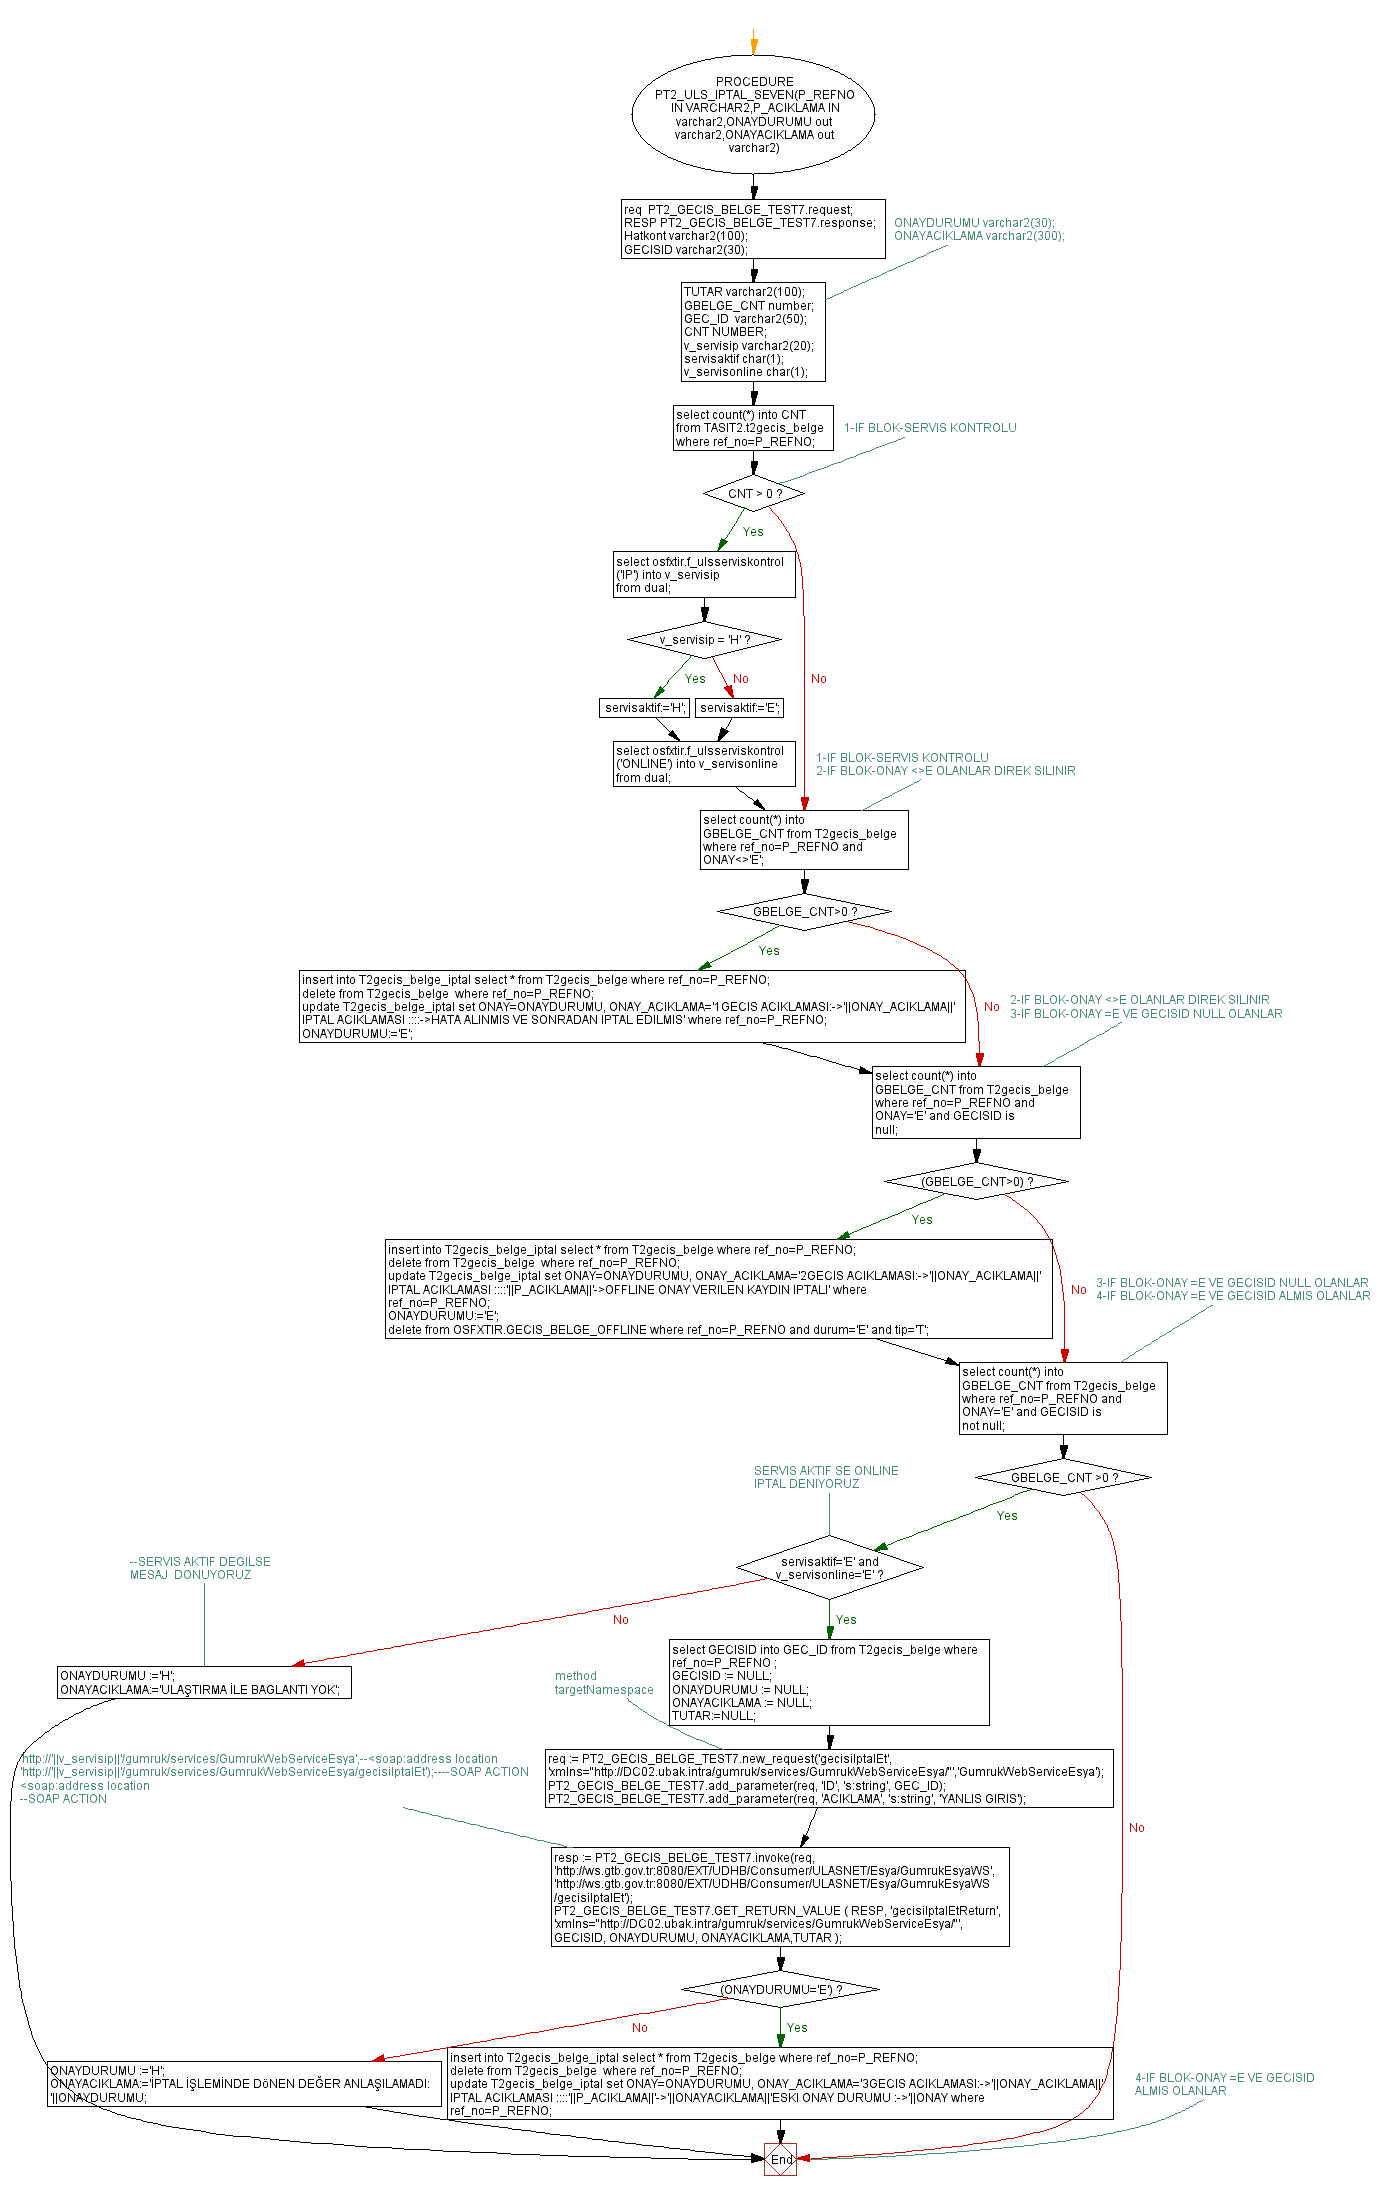 PROCEDURE
PT2_ULS_IPTAL_SEVEN(P_REFNO
IN VARCHAR2,P_ACIKLAMA IN
varchar2,ONAYDURUMU out
varchar2,ONAYACIKLAMA out
varchar2)
req  PT2_GECIS_BELGE_TEST7.request;
RESP PT2_GECIS_BELGE_TEST7.response;
Hatkont varchar2(100);
GECISID varchar2(30);
ONAYDURUMU varchar2(30);
ONAYACIKLAMA varchar2(300);
TUTAR varchar2(100);
GBELGE_CNT number;
GEC_ID  varchar2(50);
CNT NUMBER;
v_servisip varchar2(20);
servisaktif char(1);
v_servisonline char(1);
select count(*) into CNT
from TASIT2.t2gecis_belge
where ref_no=P_REFNO;
1-IF BLOK-SERVIS KONTROLU
CNT > 0 ?
Yes
select osfxtir.f_ulsserviskontrol
('IP') into v_servisip
from dual;
v_servisip = 'H' ?
Yes
No
No
servisaktif:='H';
servisaktif:='E';
select osfxtir.f_ulsserviskontrol
('ONLINE') into v_servisonline
from dual;
1-IF BLOK-SERVIS KONTROLU
2-IF BLOK-ONAY <>E OLANLAR DIREK SILINIR
select count(*) into
GBELGE_CNT from T2gecis_belge
where ref_no=P_REFNO and
ONAY<>'E';
GBELGE_CNT>0 ?
Yes
insert into T2gecis_belge_iptal select * from T2gecis_belge where ref_no=P_REFNO;
delete from T2gecis_belge  where ref_no=P_REFNO;
update T2gecis_belge_iptal set ONAY=ONAYDURUMU, ONAY_ACIKLAMA='1GECIS ACIKLAMASI:->'||ONAY_ACIKLAMA||'
IPTAL ACIKLAMASI ::::->HATA ALINMIS VE SONRADAN IPTAL EDILMIS' where ref_no=P_REFNO;
ONAYDURUMU:='E';
No
2-IF BLOK-ONAY <>E OLANLAR DIREK SILINIR
3-IF BLOK-ONAY =E VE GECISID NULL OLANLAR
select count(*) into
GBELGE_CNT from T2gecis_belge
where ref_no=P_REFNO and
ONAY='E' and GECISID is
null;
(GBELGE_CNT>0) ?
Yes
insert into T2gecis_belge_iptal select * from T2gecis_belge where ref_no=P_REFNO;
delete from T2gecis_belge  where ref_no=P_REFNO;
update T2gecis_belge_iptal set ONAY=ONAYDURUMU, ONAY_ACIKLAMA='2GECIS ACIKLAMASI:->'||ONAY_ACIKLAMA||'
IPTAL ACIKLAMASI ::::'||P_ACIKLAMA||'->OFFLINE ONAY VERILEN KAYDIN IPTALI' where
ref_no=P_REFNO;
ONAYDURUMU:='E';
delete from OSFXTIR.GECIS_BELGE_OFFLINE where ref_no=P_REFNO and durum='E' and tip='T';
No
3-IF BLOK-ONAY =E VE GECISID NULL OLANLAR
4-IF BLOK-ONAY =E VE GECISID ALMIS OLANLAR
select count(*) into
GBELGE_CNT from T2gecis_belge
where ref_no=P_REFNO and
ONAY='E' and GECISID is
not null;
GBELGE_CNT >0 ?
Yes
SERVIS AKTIF SE ONLINE
IPTAL DENIYORUZ
servisaktif='E' and
v_servisonline='E' ?
--SERVIS AKTIF DEGILSE
MESAJ  DONUYORUZ
No
Yes
ONAYDURUMU :='H';
ONAYACIKLAMA:='ULAŞTIRMA İLE BAGLANTI YOK';
select GECISID into GEC_ID from T2gecis_belge where
ref_no=P_REFNO ;
GECISID := NULL;
ONAYDURUMU := NULL;
ONAYACIKLAMA := NULL;
TUTAR:=NULL;
method
targetNamespace
req := PT2_GECIS_BELGE_TEST7.new_request('gecisiIptalEt',
'xmlns="http://DC02.ubak.intra/gumruk/services/GumrukWebServiceEsya/"','GumrukWebServiceEsya');
PT2_GECIS_BELGE_TEST7.add_parameter(req, 'ID', 's:string', GEC_ID);
PT2_GECIS_BELGE_TEST7.add_parameter(req, 'ACIKLAMA', 's:string', 'YANLIS GIRIS');
'http://'||v_servisip||'/gumruk/services/GumrukWebServiceEsya',--<soap:address location
'http://'||v_servisip||'/gumruk/services/GumrukWebServiceEsya/gecisiIptalEt');----SOAP ACTION
<soap:address location
--SOAP ACTION
No
resp := PT2_GECIS_BELGE_TEST7.invoke(req,
'http://ws.gtb.gov.tr:8080/EXT/UDHB/Consumer/ULASNET/Esya/GumrukEsyaWS',
'http://ws.gtb.gov.tr:8080/EXT/UDHB/Consumer/ULASNET/Esya/GumrukEsyaWS
/gecisiIptalEt');
PT2_GECIS_BELGE_TEST7.GET_RETURN_VALUE ( RESP, 'gecisiIptalEtReturn',
'xmlns="http://DC02.ubak.intra/gumruk/services/GumrukWebServiceEsya/"',
GECISID, ONAYDURUMU, ONAYACIKLAMA,TUTAR );
(ONAYDURUMU='E') ?
No
Yes
ONAYDURUMU :='H';
ONAYACIKLAMA:='IPTAL İŞLEMİNDE DöNEN DEĞER ANLAŞILAMADI:
'||ONAYDURUMU;
insert into T2gecis_belge_iptal select * from T2gecis_belge where ref_no=P_REFNO;
delete from T2gecis_belge  where ref_no=P_REFNO;
update T2gecis_belge_iptal set ONAY=ONAYDURUMU, ONAY_ACIKLAMA='3GECIS ACIKLAMASI:->'||ONAY_ACIKLAMA||'
IPTAL ACIKLAMASI ::::'||P_ACIKLAMA||'->'||ONAYACIKLAMA||'ESKI ONAY DURUMU :->'||ONAY where
ref_no=P_REFNO;
4-IF BLOK-ONAY =E VE GECISID
ALMIS OLANLAR
End